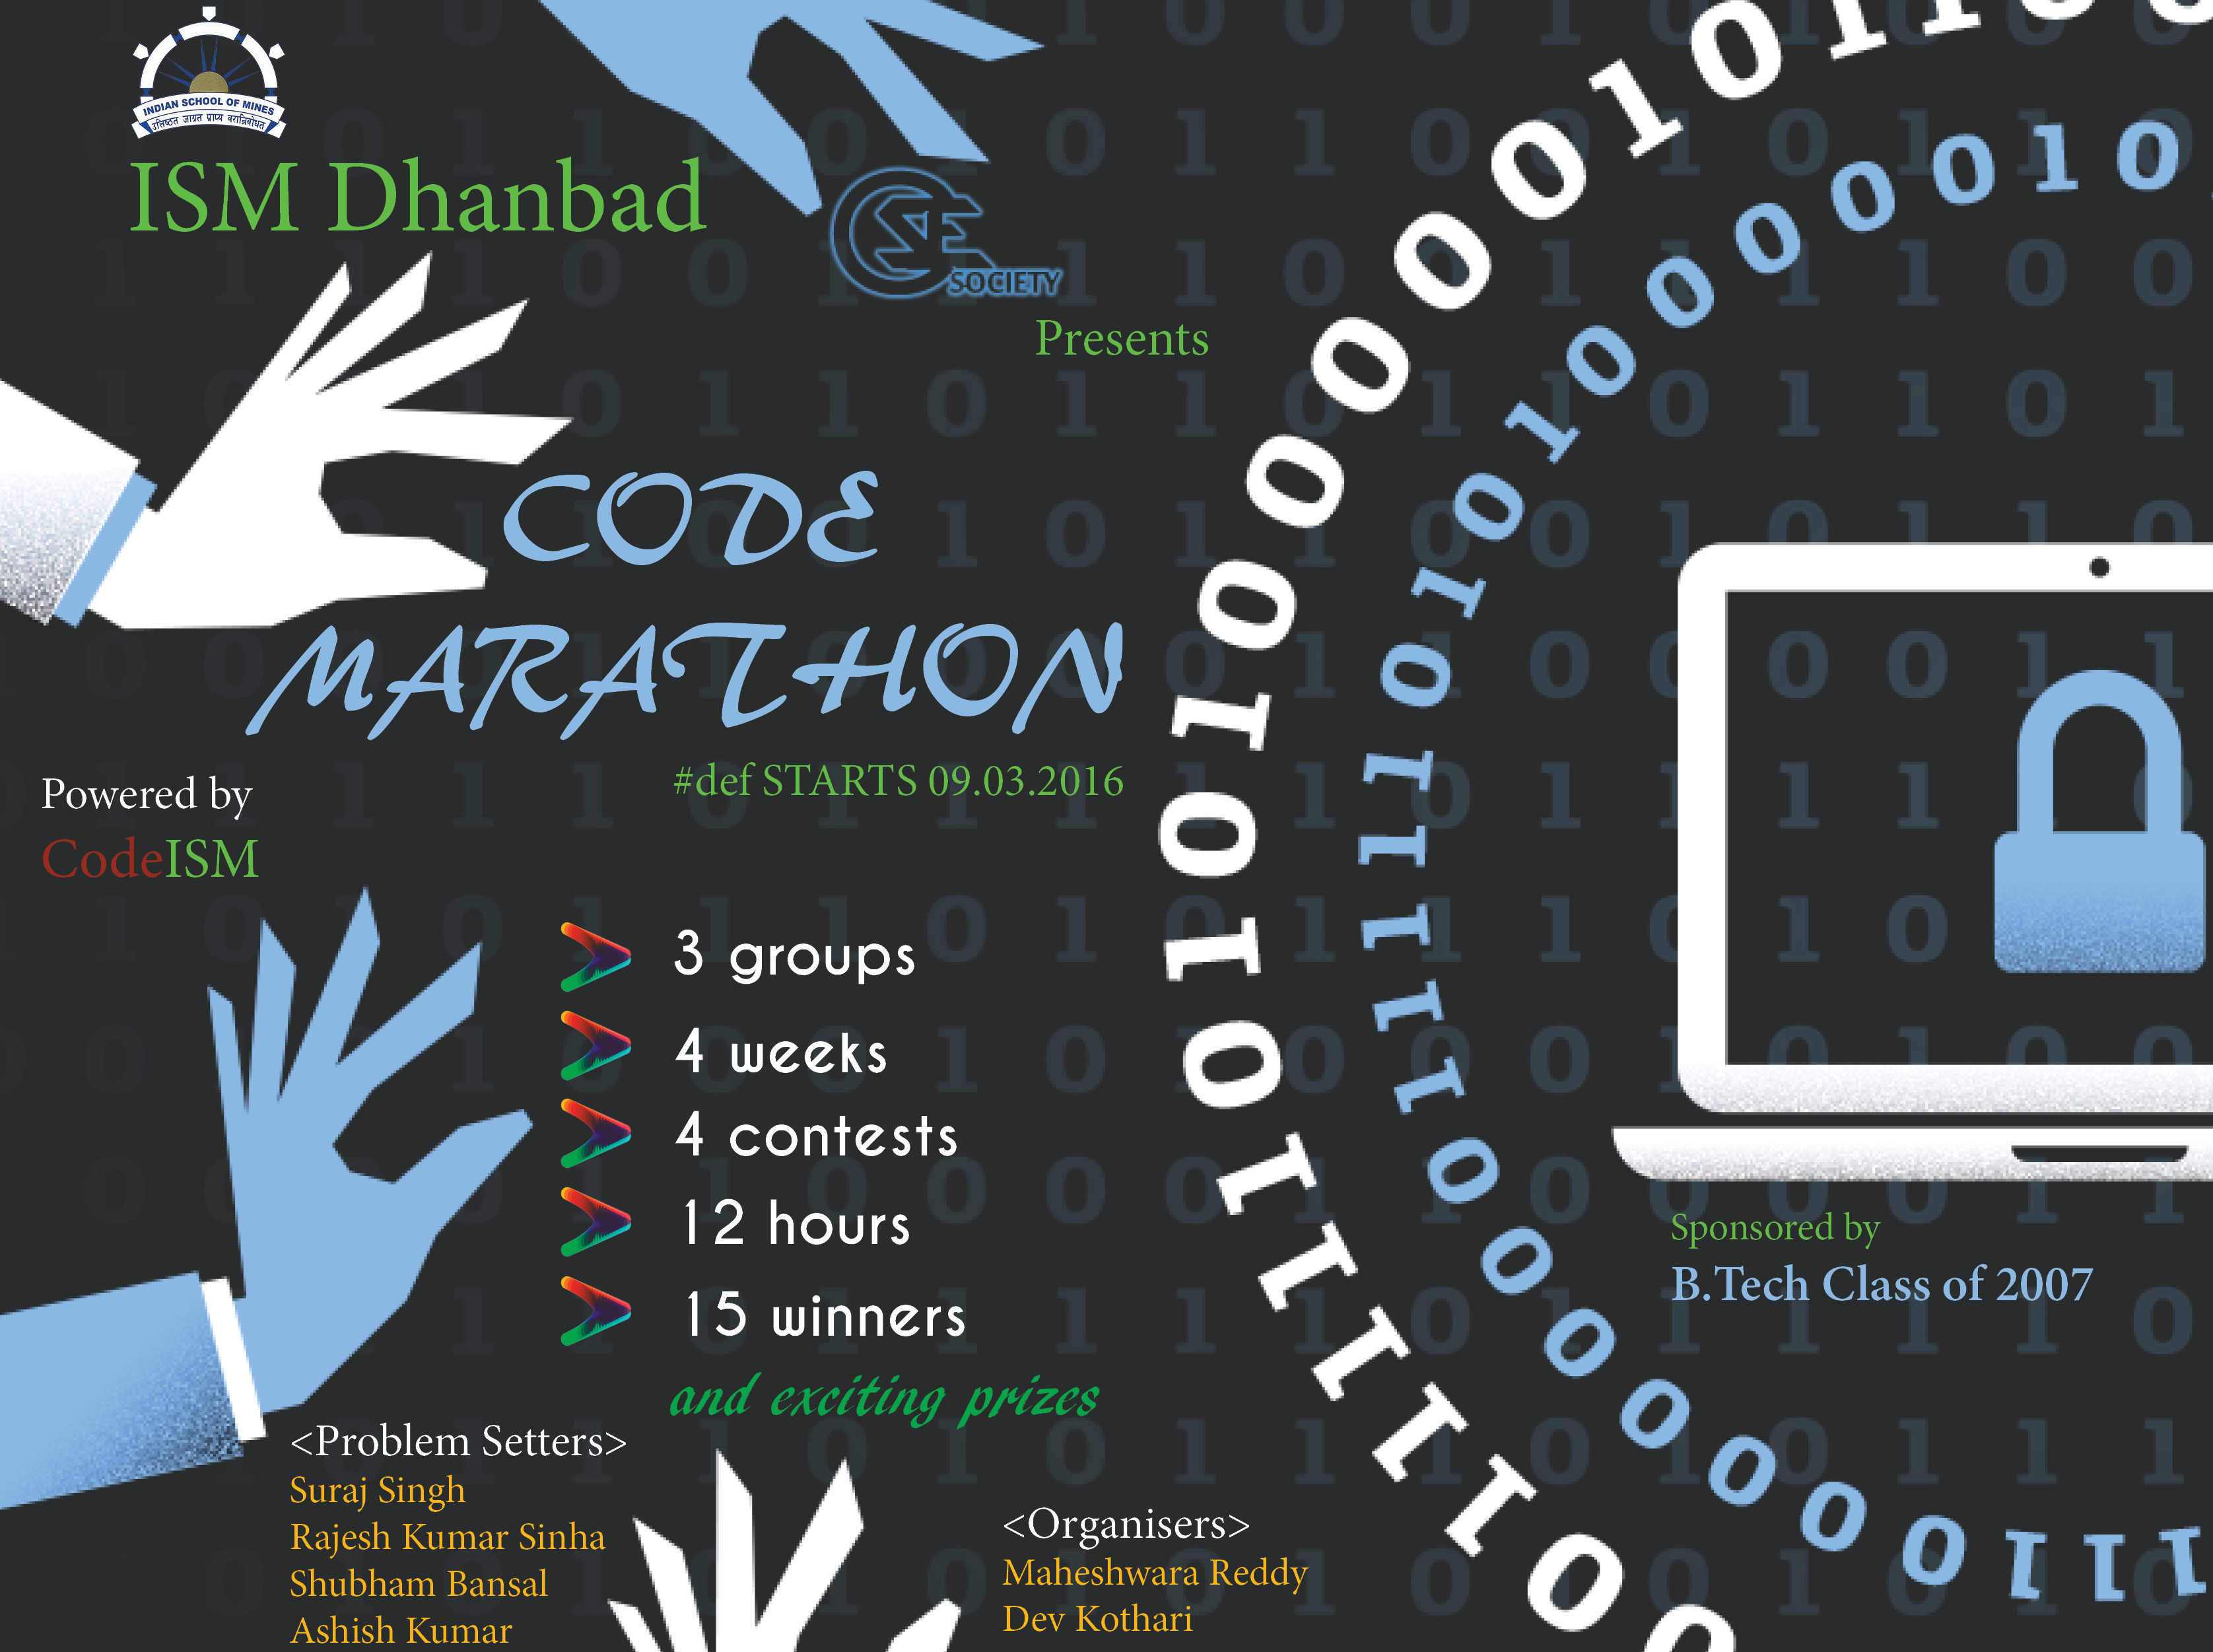 INDIAN SCHOOL OF MINES
उत्तिष्ठत जाग्रत प्राप्य वरान्निबोधत
ISM Dhanbad
CSE
SOCIETY
Presents
CODE
MARATHON
#def STARTS 09.03.2016
Powered by
CodeISM
3 groups
4 weeks
4 contests
12 hours
15 winners
and exciting prizes
Sponsored by
B.Tech Class of 2007
<Problem Setters>
Suraj Singh
Rajesh Kumar Sinha
Shubham Bansal
Ashish Kumar
<Organisers>
Maheshwara Reddy
Dev Kothari